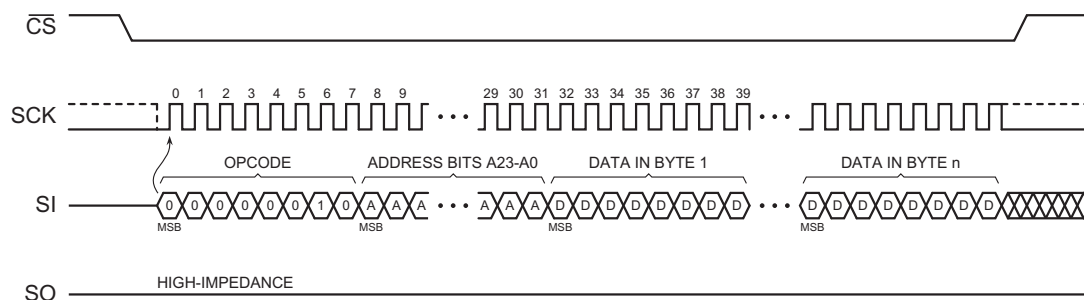 CS
0 1 2 3 4 5 6 7 8 9 29 30 31 32 33 34 35 36 37 38 39
SCK
OPCODE ADDRESS BITS A23-A0 DATA IN BYTE 1 DATA IN BYTE n
SI 0 0 0 0 0 0 1 0 A A A A A A D D D D D D D D D D D D D D D D
MSB MSB MSB MSB
HIGH-IMPEDANCE
SO